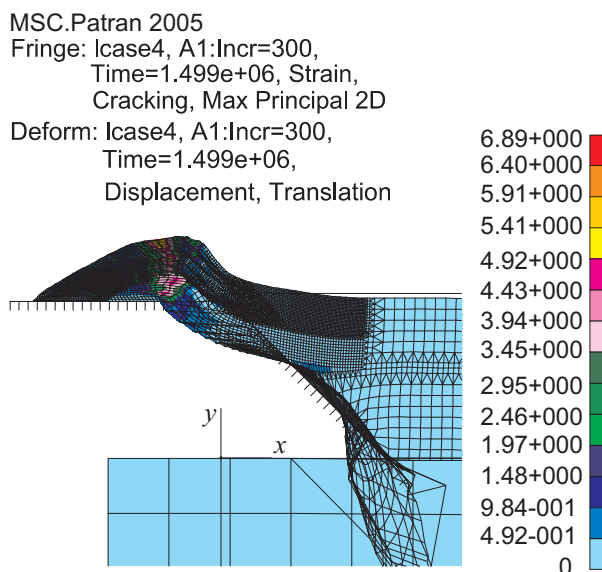 MSC.Patran 2005
Fringe: lcase4, A1:Incr=300,
Time=1.499e+06, Strain,
Cracking, Max Principal 2D
Deform: lcase4, A1:Incr=300,
Time=1.499e+06,
Displacement, Translation
6.89+000
6.40+000
5.91+000
5.41+000
4.92+000
4.43+000
3.94+000
3.45+000
2.95+000
2.46+000
1.97+000
1.48+000
9.84-001
4.92-001
0
y
x